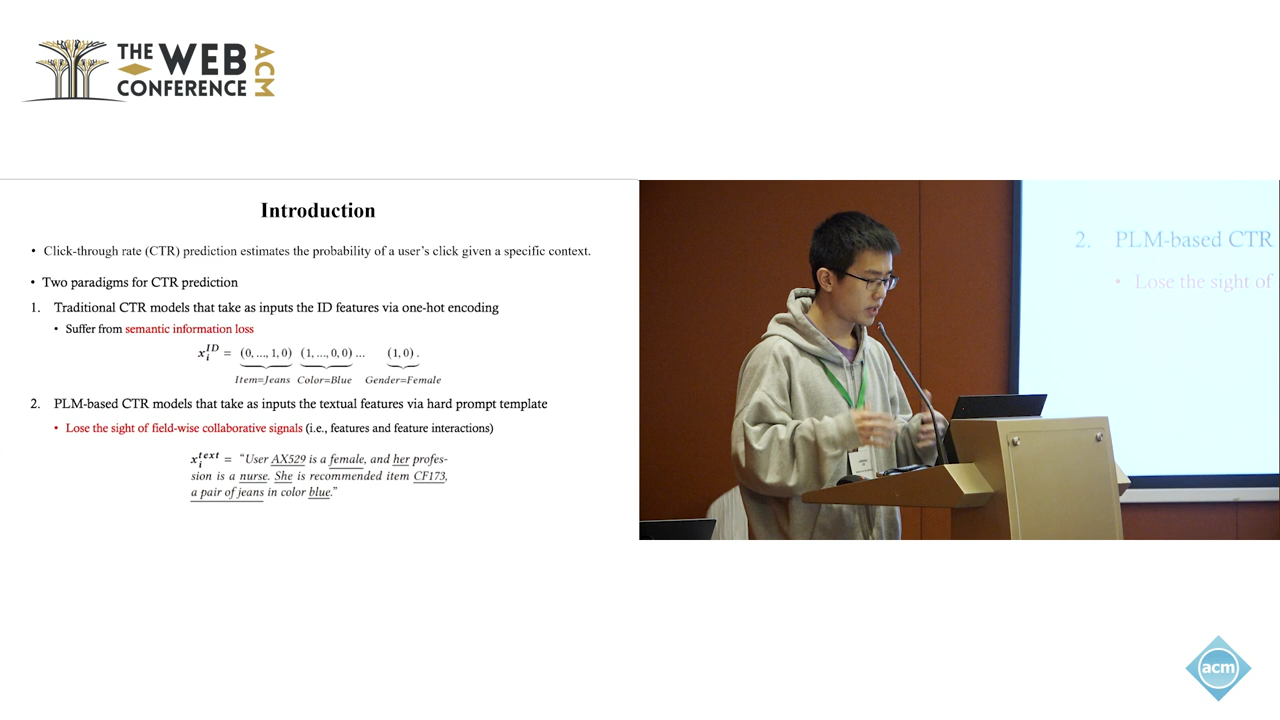 THE WEB
CONFERENCE
ACM
Introduction
• Click-through rate (CTR) prediction estimates the probability of a user's click given a specific context.
• Two paradigms for CTR prediction
1. Traditional CTR models that take as inputs the ID features via one-hot encoding
• Suffer from semantic information loss
x_i^ID = (0, ..., 1, 0) (1, ..., 0, 0) ... (1, 0) .
Item=Jeans Color=Blue Gender=Female
2. PLM-based CTR models that take as inputs the textual features via hard prompt template
• Lose the sight of field-wise collaborative signals (i.e., features and feature interactions)
x_i^text = “User AX529 is a female, and her profes-
sion is a nurse. She is recommended item CF173,
a pair of jeans in color blue.”
2. PLM-based CTR
• Lose the sight of
acm